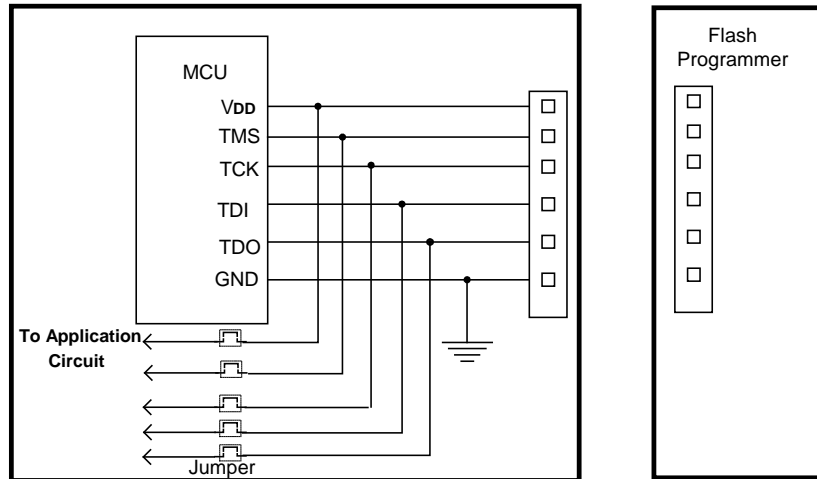 MCU
VDD
TMS
TCK
TDI
TDO
GND
To Application
Circuit
Jumper
Flash
Programmer